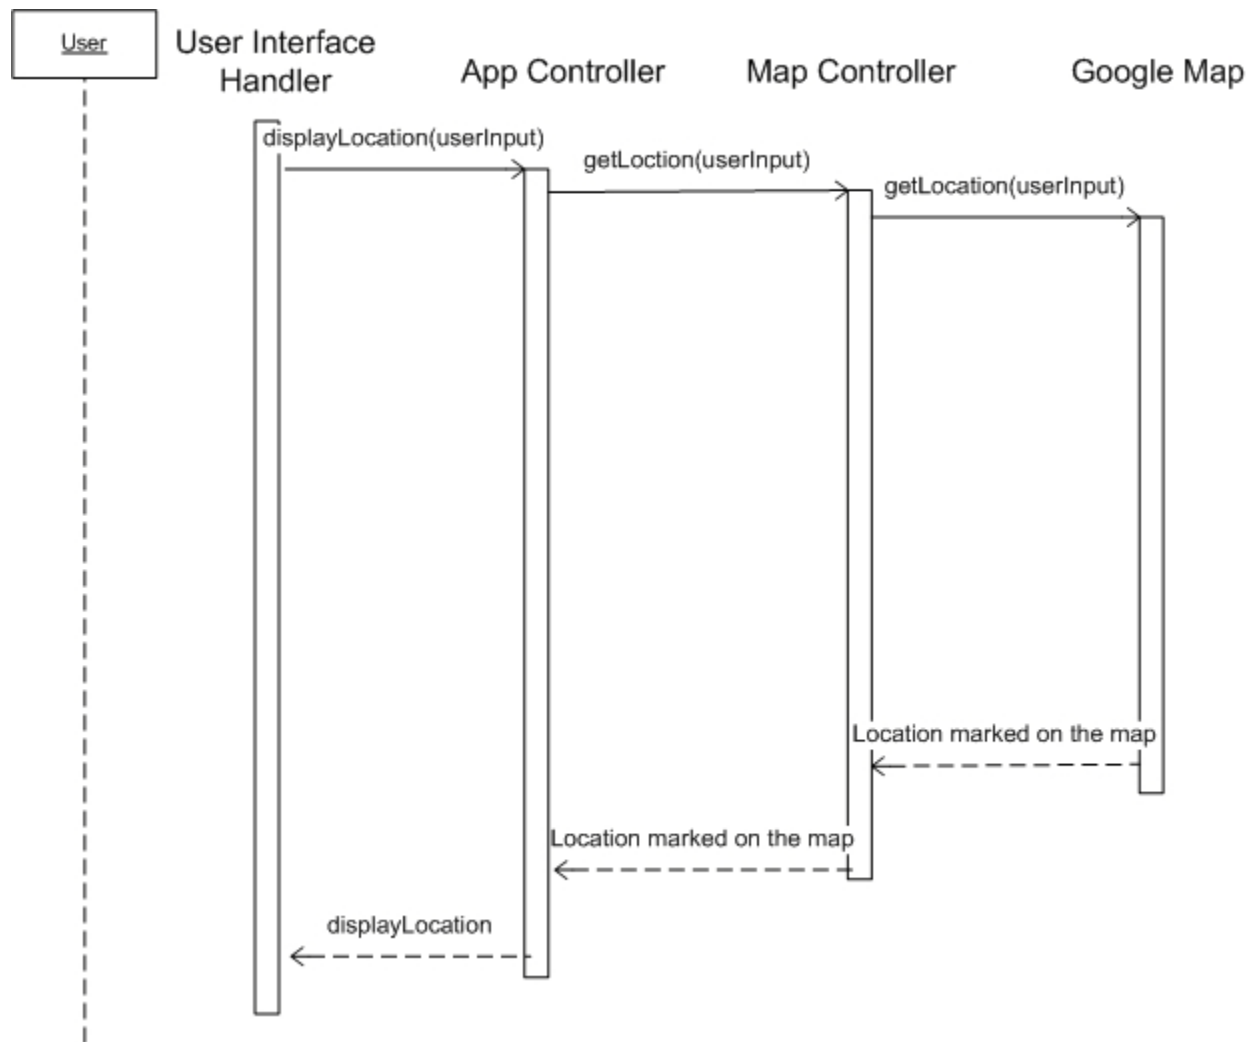 User
User Interface
Handler
App Controller
Map Controller
Google Map
displayLocation(userInput)
getLoction(userInput)
getLocation(userInput)
Location marked on the map
Location marked on the map
displayLocation